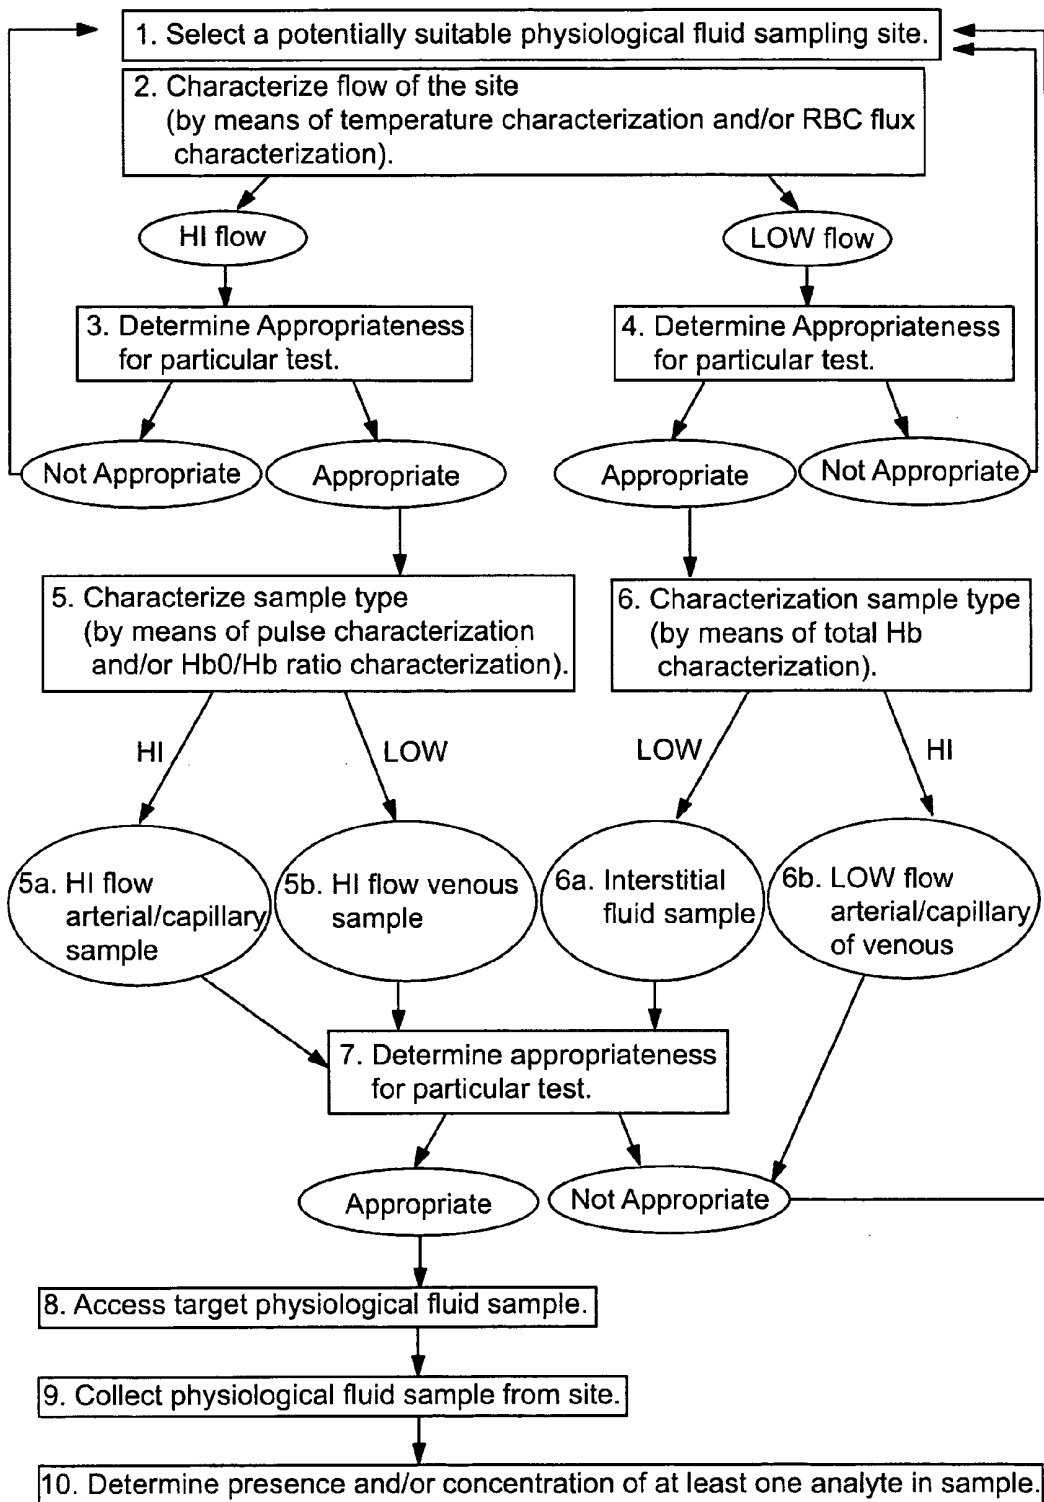 1. Select a potentially suitable physiological fluid sampling site.
2. Characterize flow of the site
(by means of temperature characterization and/or RBC flux
characterization).
HI flow
LOW flow
3. Determine Appropriateness
for particular test.
4. Determine Appropriateness
for particular test.
Not Appropriate
Appropriate
Appropriate
Not Appropriate
5. Characterize sample type
(by means of pulse characterization
and/or Hb0/Hb ratio characterization).
6. Characterization sample type
(by means of total Hb
characterization).
HI
LOW
LOW
HI
5a. HI flow
arterial/capillary
sample
5b. HI flow venous
sample
6a. Interstitial
fluid sample
6b. LOW flow
arterial/capillary
of venous
7. Determine appropriateness
for particular test.
Appropriate
Not Appropriate
8. Access target physiological fluid sample.
9. Collect physiological fluid sample from site.
10. Determine presence and/or concentration of at least one analyte in sample.